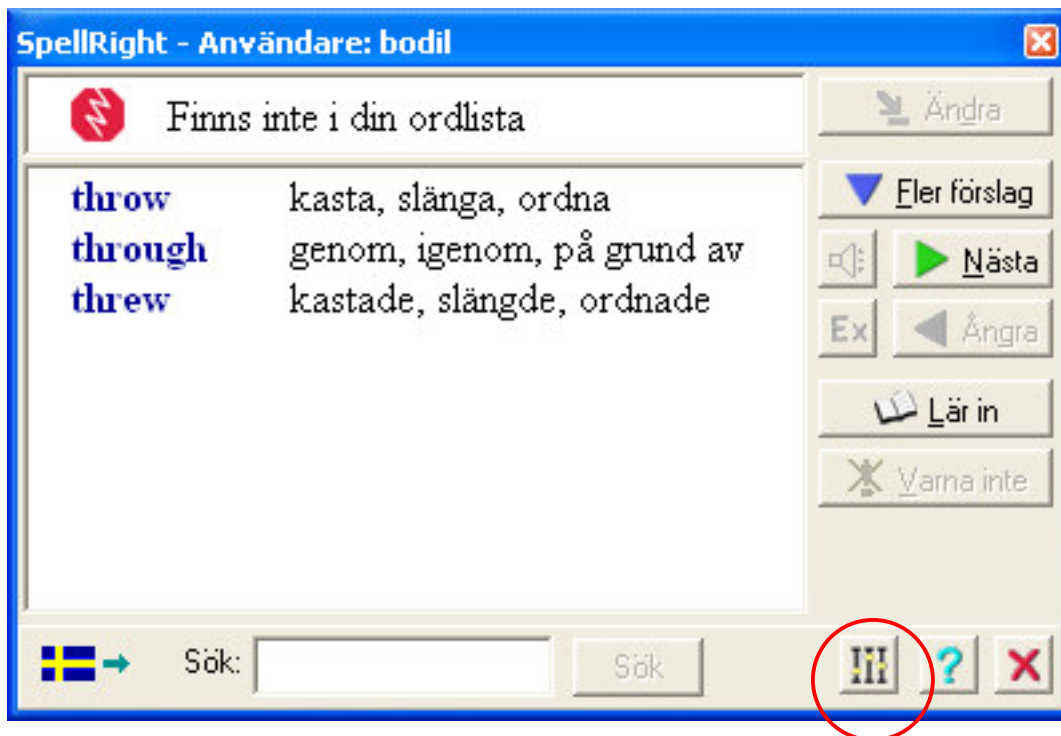 SpellRight - Användare: bodil
Finns inte i din ordlista
Ändra
throw kasta, slänga, ordna
through genom, igenom, på grund av
threw kastade, slängde, ordnade
Fler förslag
Nästa
Ex Ångra
Lär in
Varna inte
Sök: Sök ?